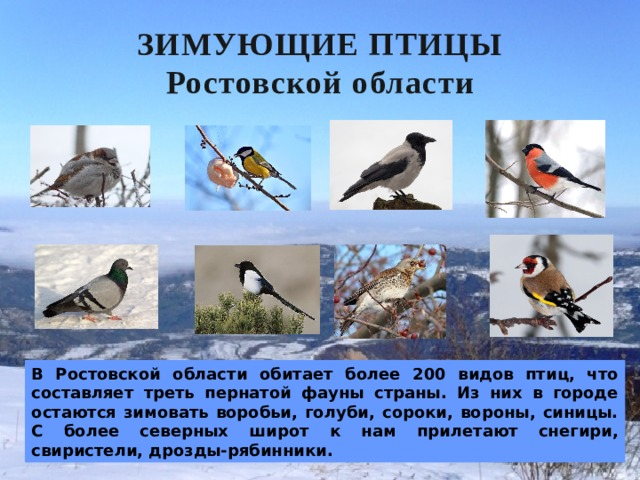 ЗИМУЮЩИЕ ПТИЦЫ
Ростовской области
В Ростовской области обитает более 200 видов птиц, что
составляет треть пернатой фауны страны. Из них в городе
остаются зимовать воробьи, голуби, сороки, вороны, синицы.
С более северных широт к нам прилетают снегири,
свиристели, дрозды-рябинники.